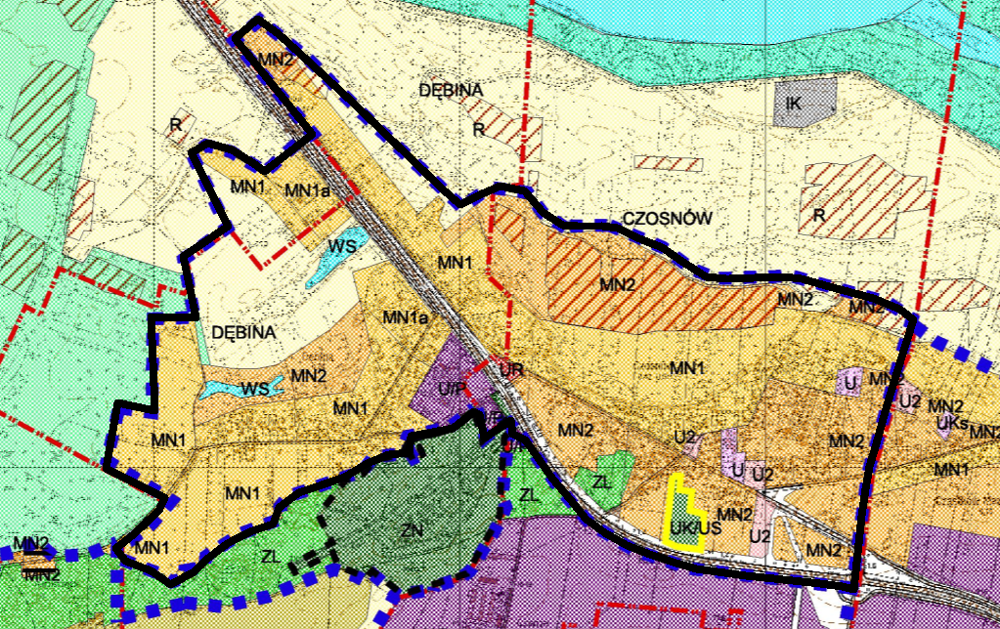 MN2
DĘBINA
IK
R
R
MN1
MN1a
R
CZOSNÓW
WS
MN1
MN2
MN2
MN2
MN1a
DĘBINA
UR
MN1
MN2
WS
U/P
U
MN2
U2
MN2
UKs
MN2
MN1
MN2
U2
MN2
MN1
U
U2
MN1
MN1
ZL
ZL
UK/US
MN2
U2
ZN
MN2
MN1
MN2
ZL
MN2